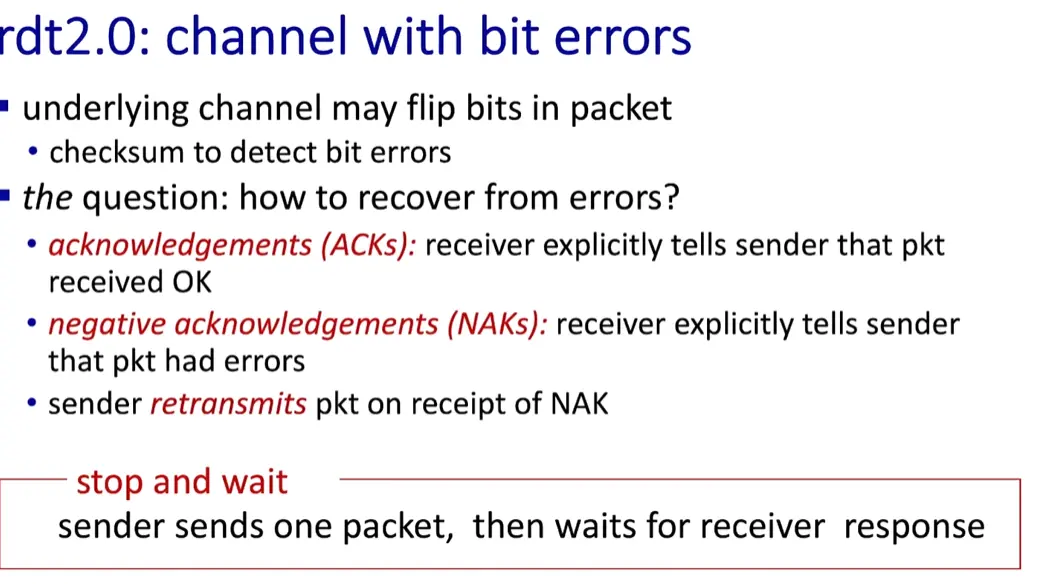 rdt2.0: channel with bit errors
▪ underlying channel may flip bits in packet
• checksum to detect bit errors
▪ the question: how to recover from errors?
• acknowledgements (ACKs): receiver explicitly tells sender that pkt
received OK
• negative acknowledgements (NAKs): receiver explicitly tells sender
that pkt had errors
• sender retransmits pkt on receipt of NAK
stop and wait
sender sends one packet, then waits for receiver response